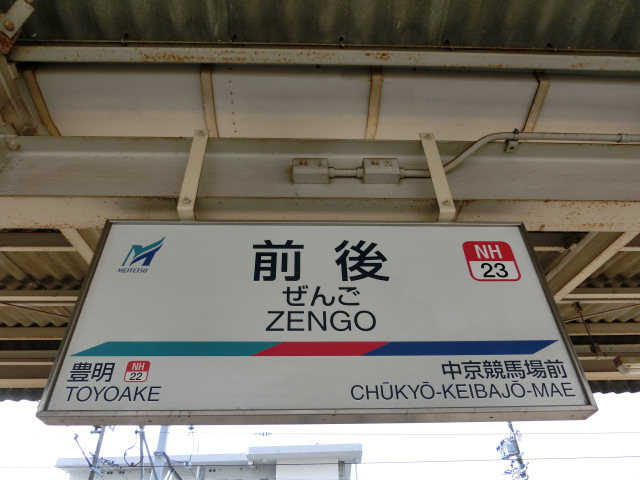 MEITETSU
前後
ぜんご
ZENGO
NH
23
豊明
NH
22
TOYOAKE
中京競馬場前
CHŪKYŌ-KEIBAJŌ-MAE